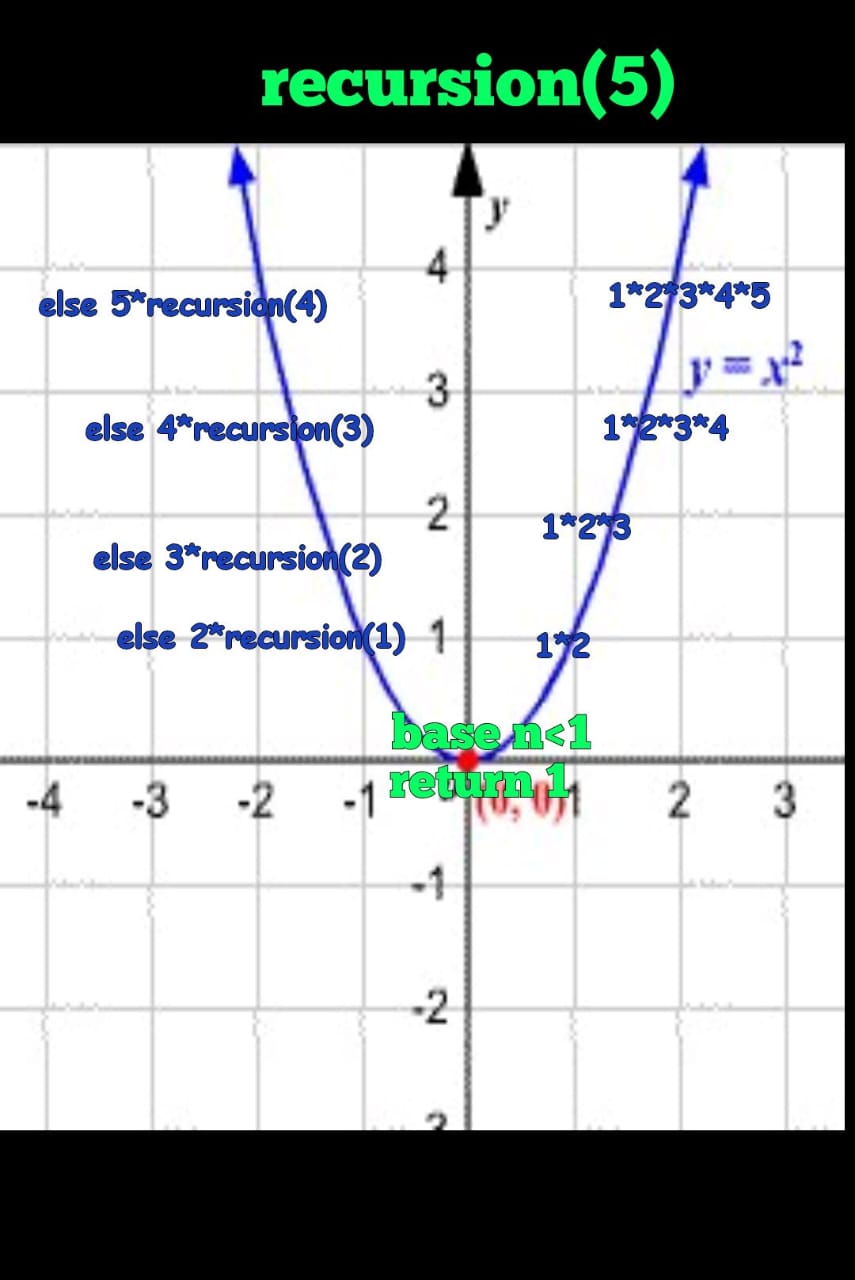 recursion(5)
y
4
else 5*recursion(4)
1*2*3*4*5
y = x²
3
else 4*recursion(3)
1*2*3*4
2
1*2*3
else 3*recursion(2)
else 2*recursion(1)
1
1*2
base n<1
return 1
-4 -3 -2 -1 (0, 0) 1 2 3
-1
-2